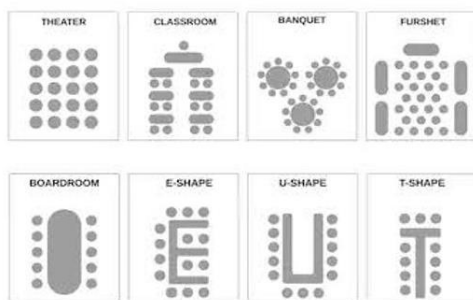 THEATER
CLASSROOM
BANQUET
FURSHET
BOARDROOM
E-SHAPE
U-SHAPE
T-SHAPE